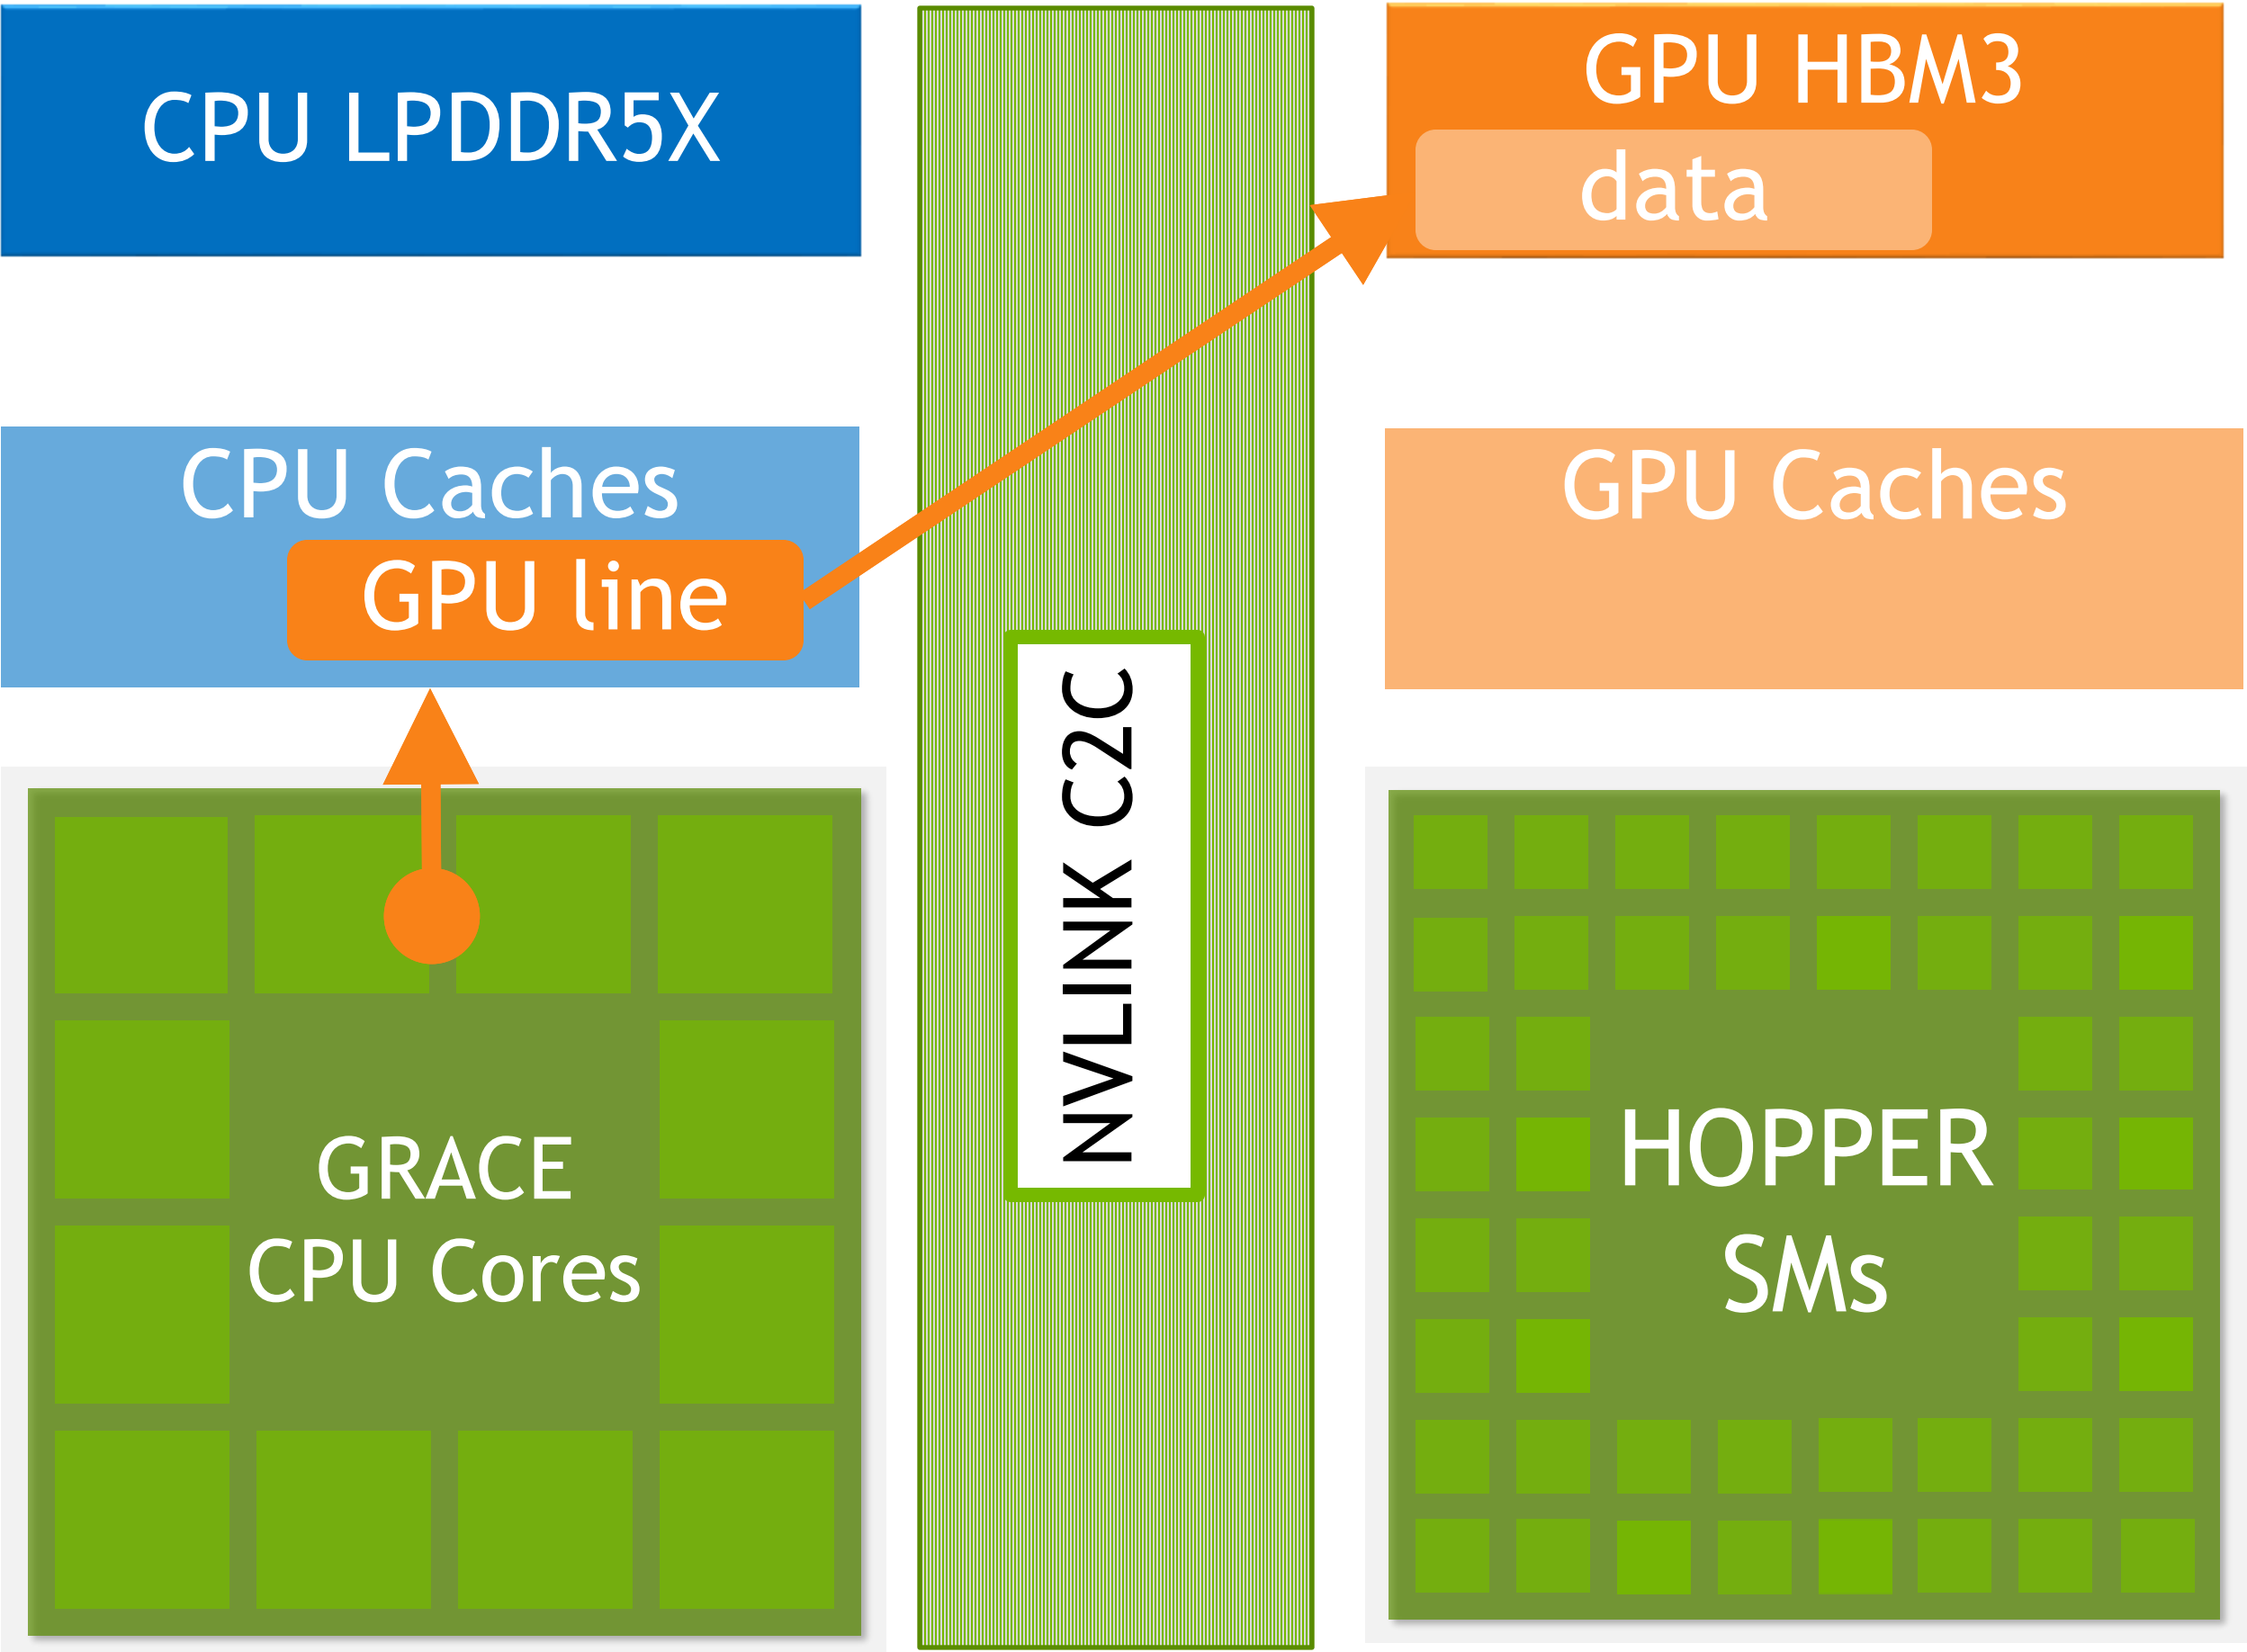 CPU LPDDR5X
GPU HBM3
data
CPU Caches
GPU line
GPU Caches
NVLINK C2C
GRACE
CPU Cores
HOPPER
SMs